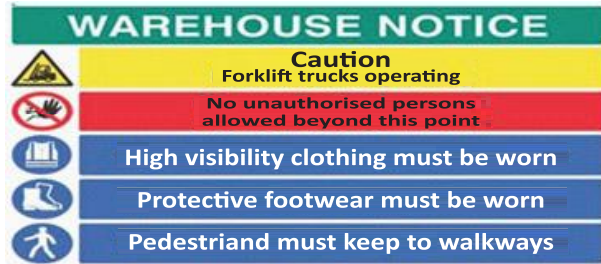 WAREHOUSE NOTICE
Caution
Forklift trucks operating
No unauthorised persons
allowed beyond this point
High visibility clothing must be worn
Protective footwear must be worn
Pedestriand must keep to walkways